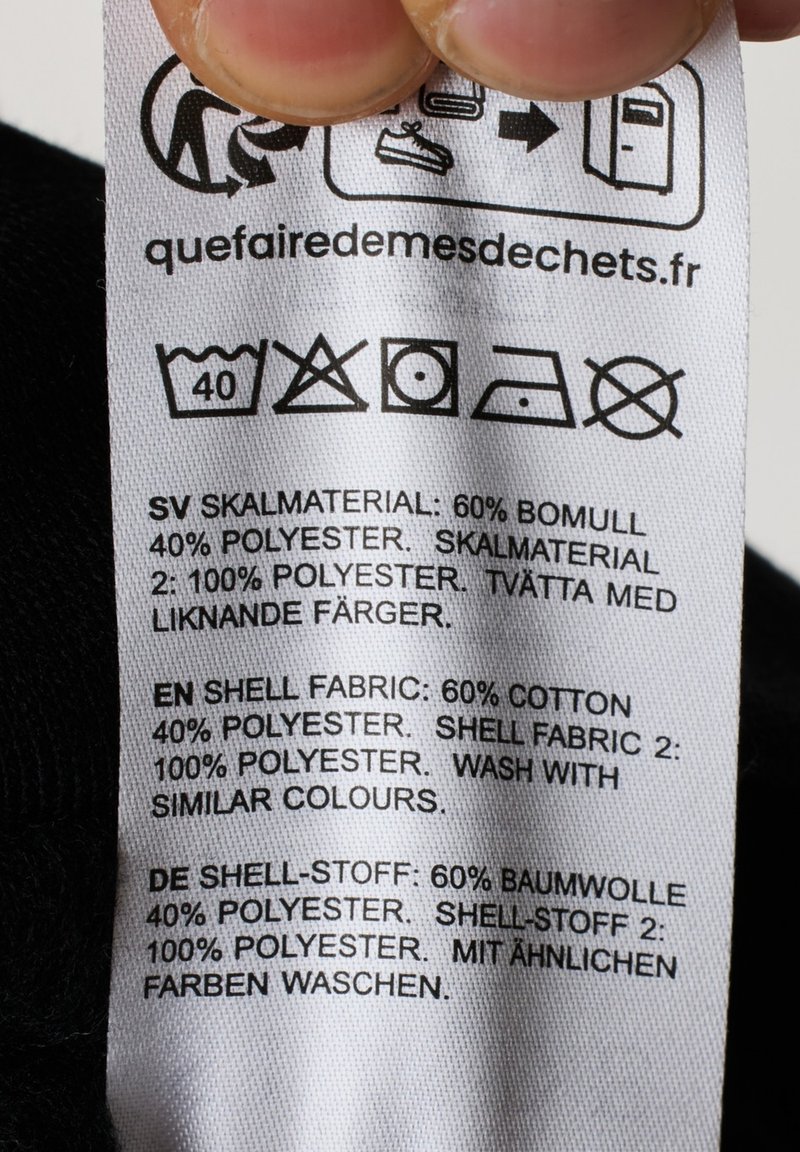 quefairedemesdechets.fr
40
SV SKALMATERIAL: 60% BOMULL
40% POLYESTER. SKALMATERIAL
2: 100% POLYESTER. TVÄTTA MED
LIKNANDE FÄRGER.
EN SHELL FABRIC: 60% COTTON
40% POLYESTER. SHELL FABRIC 2:
100% POLYESTER. WASH WITH
SIMILAR COLOURS.
DE SHELL-STOFF: 60% BAUMWOLLE
40% POLYESTER. SHELL-STOFF 2:
100% POLYESTER. MIT ÄHNLICHEN
FARBEN WASCHEN.